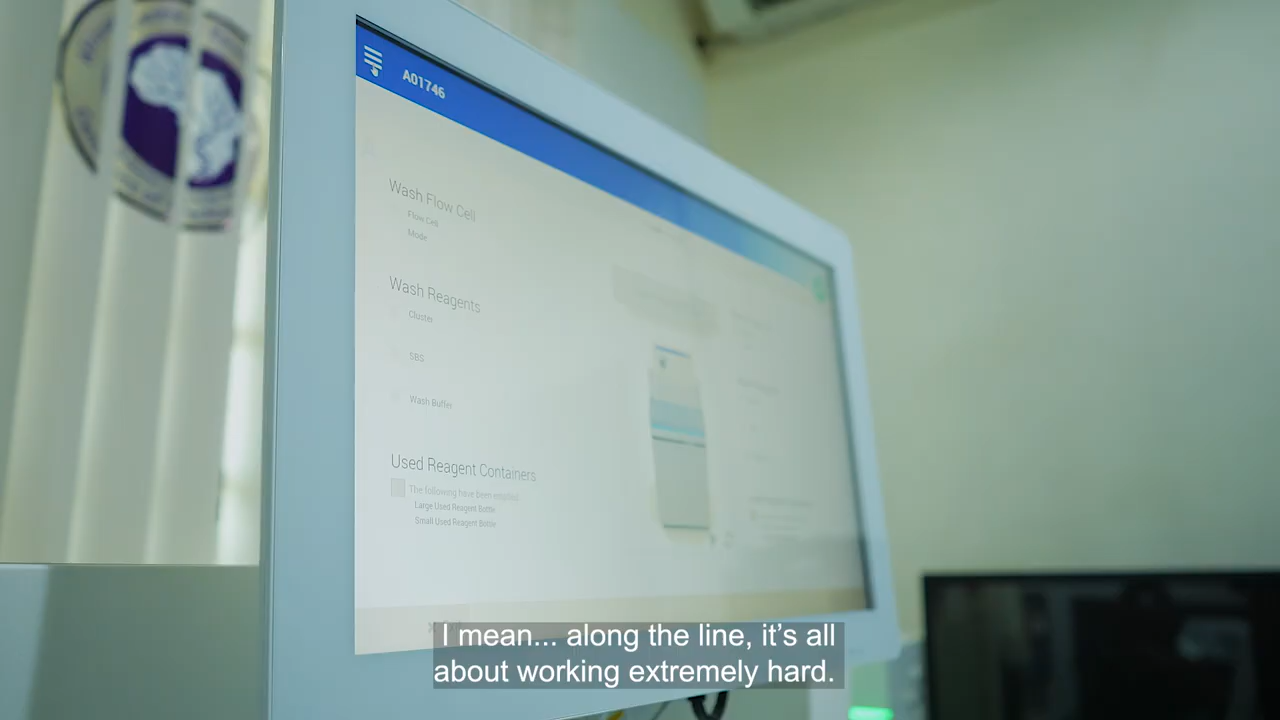 A01746
Wash Flow Cell
Flow Cell
Mode
Wash Reagents
Cluster
SBS
Wash Buffer
Used Reagent Containers
The following have been emptied
Large Used Reagent Bottle
Small Used Reagent Bottle
I mean... along the line, it's all
about working extremely hard.